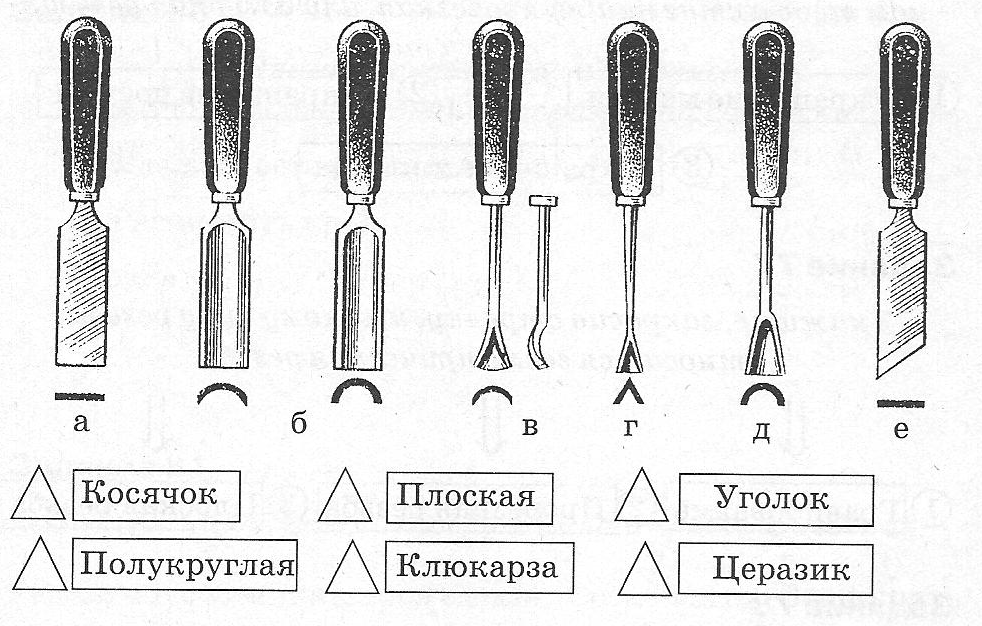 а б в г д е
Косячок Плоская Уголок
Полукруглая Клюкарза Церазик